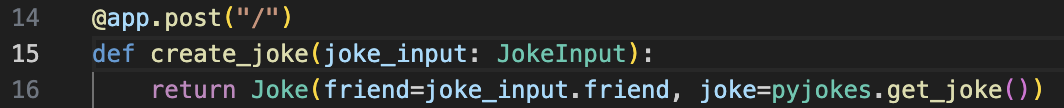 14 @app.post("/")
15 def create_joke(joke_input: JokeInput):
16     return Joke(friend=joke_input.friend, joke=pyjokes.get_joke())